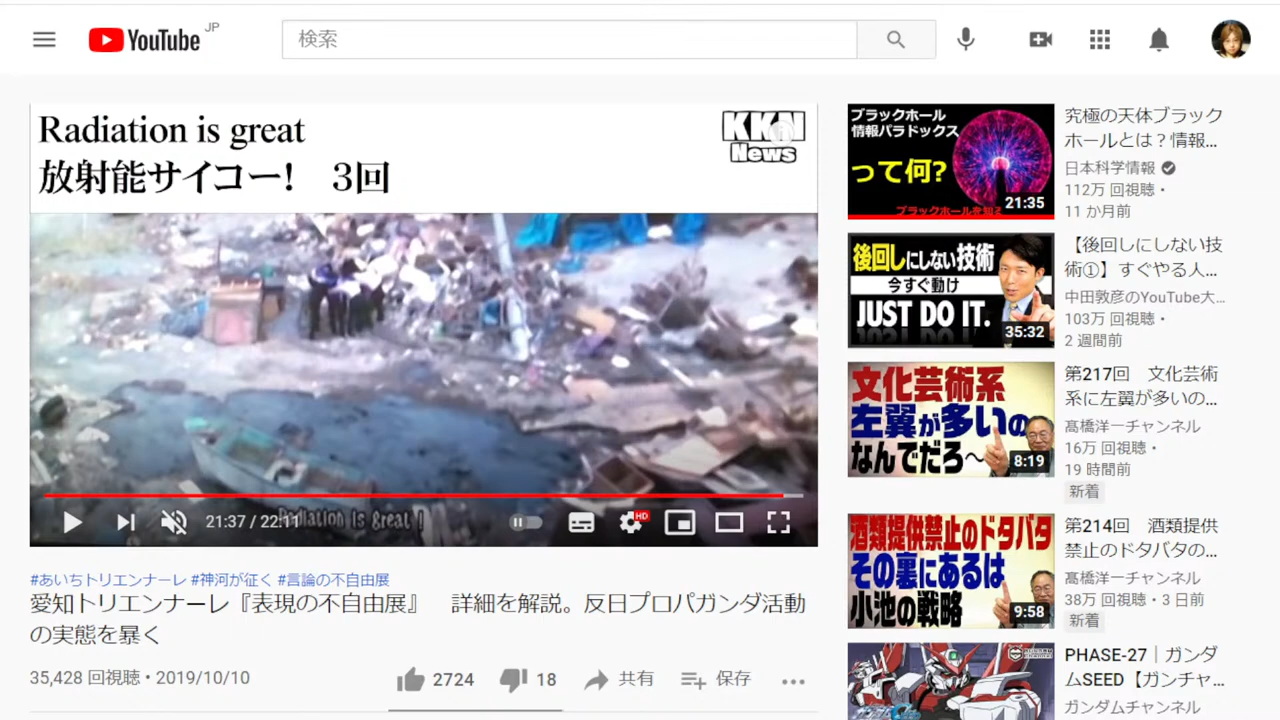 YouTube
JP
検索
Radiation is great
放射能サイコー!　3回
KKN
News
21:37 / 22:11
Radiation is great !
HD
#あいちトリエンナーレ #神河が征く #言論の不自由展
愛知トリエンナーレ『表現の不自由展』　詳細を解説。反日プロパガンダ活動
の実態を暴く
35,428 回視聴・2019/10/10
2724
18
共有
保存
ブラックホール
情報パラドックス
って何?
ブラックホールを知る
21:35
究極の天体ブラック
ホールとは？情報...
日本科学情報
112万 回視聴・
11 か月前
後回しにしない技術
今すぐ動け
JUST DO IT.
35:32
【後回しにしない技
術①】すぐやる人...
中田敦彦のYouTube大...
103万 回視聴・
2 週間前
文化芸術系
左翼が多いの
なんでだろ～
8:19
第217回　文化芸術
系に左翼が多いの...
髙橋洋一チャンネル
16万 回視聴・
19 時間前
新着
酒類提供禁止のドタバタ
その裏にあるは
小池の戦略
9:58
第214回　酒類提供
禁止のドタバタの...
髙橋洋一チャンネル
38万 回視聴・3 日前
新着
PHASE-27｜ガンダ
ムSEED【ガンチャ...
ガンダムチャンネル